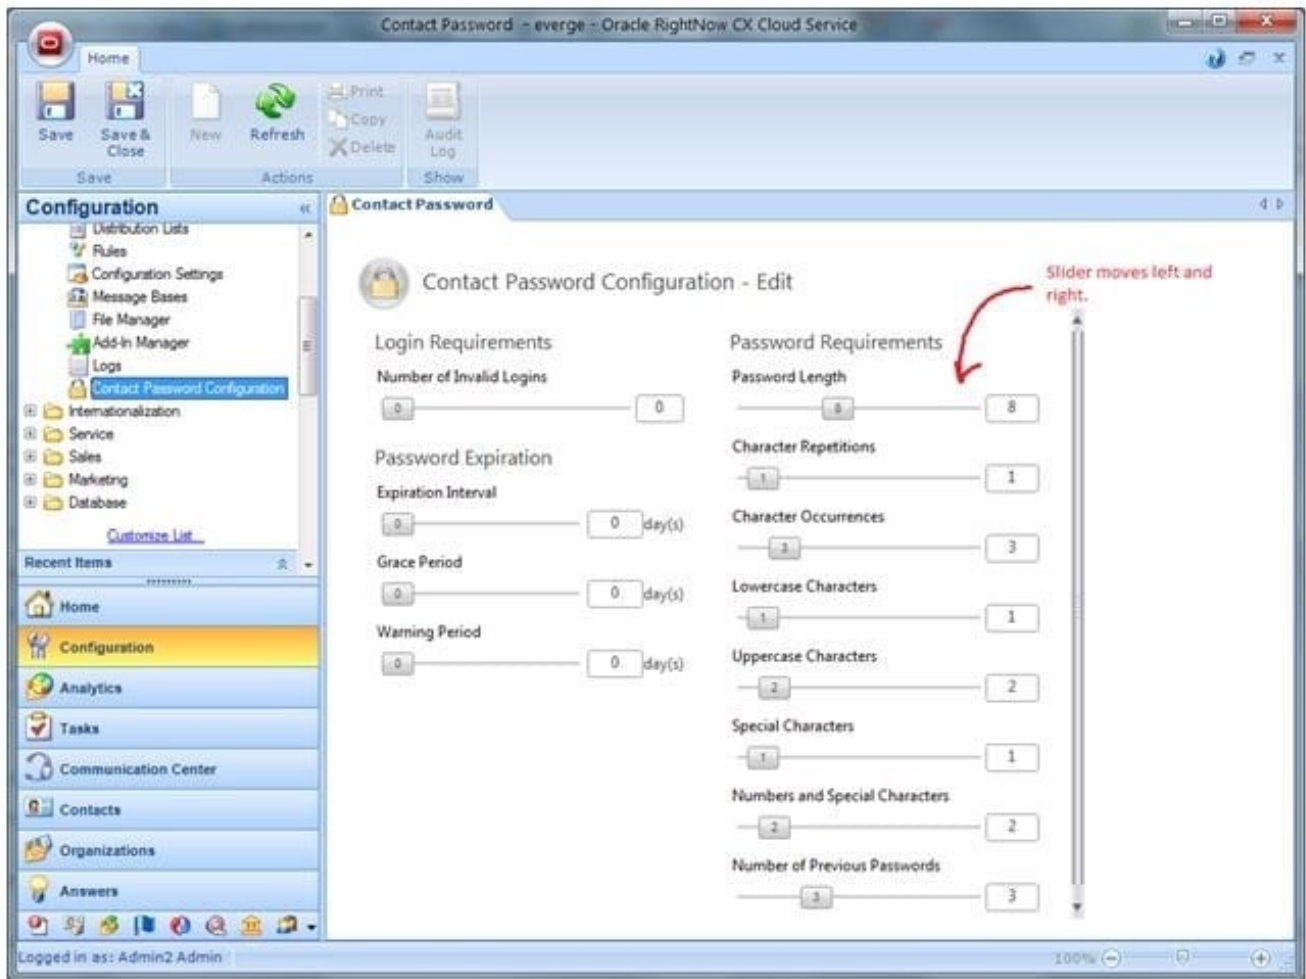 Contact Password - everge - Oracle RightNow CX Cloud Service
Home
Save
Save & Close
New
Refresh
Print
Copy
Delete
Audit Log
Save
Actions
Show
Configuration
Contact Password
Distribution Lists
Rules
Configuration Settings
Message Bases
File Manager
Add-In Manager
Logs
Contact Password Configuration
Internationalization
Service
Sales
Marketing
Database
Customize List...
Recent Items
Home
Configuration
Analytics
Tasks
Communication Center
Contacts
Organizations
Answers
Logged in as: Admin2 Admin
Contact Password Configuration - Edit
Slider moves left and
right.
Login Requirements
Number of Invalid Logins
0 0
Password Expiration
Expiration Interval
0 0 day(s)
Grace Period
0 0 day(s)
Warning Period
0 0 day(s)
Password Requirements
Password Length
8 8
Character Repetitions
1 1
Character Occurrences
3 3
Lowercase Characters
1 1
Uppercase Characters
2 2
Special Characters
1 1
Numbers and Special Characters
2 2
Number of Previous Passwords
3 3
100%